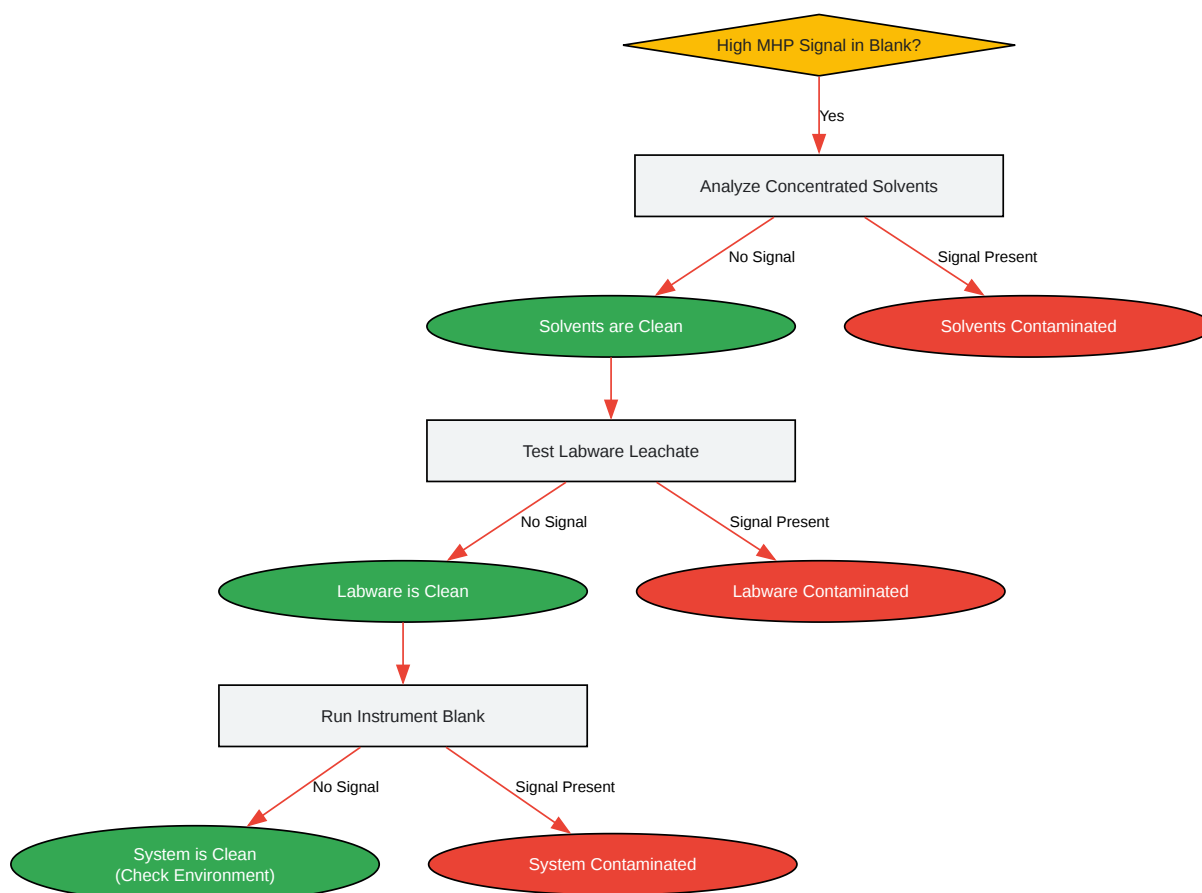 High MHP Signal in Blank?
Yes
Analyze Concentrated Solvents
No Signal
Signal Present
Solvents are Clean
Solvents Contaminated
Test Labware Leachate
No Signal
Signal Present
Labware is Clean
Labware Contaminated
Run Instrument Blank
No Signal
Signal Present
System is Clean
(Check Environment)
System Contaminated